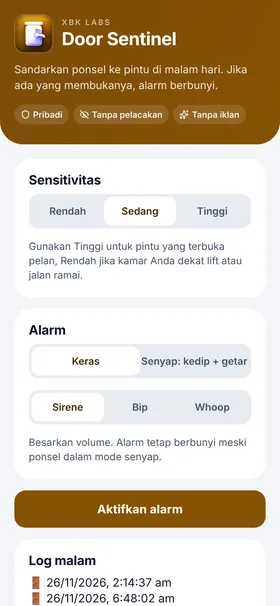 XBK LABS
Door Sentinel
Sandarkan ponsel ke pintu di malam hari. Jika
ada yang membukanya, alarm berbunyi.
Pribadi
Tanpa pelacakan
Tanpa iklan
Sensitivitas
Rendah
Sedang
Tinggi
Gunakan Tinggi untuk pintu yang terbuka
pelan, Rendah jika kamar Anda dekat lift atau
jalan ramai.
Alarm
Keras
Senyap: kedip + getar
Sirene
Bip
Whoop
Besarkan volume. Alarm tetap berbunyi meski
ponsel dalam mode senyap.
Aktifkan alarm
Log malam
26/11/2026, 2:14:37 am
26/11/2026, 6:48:02 am